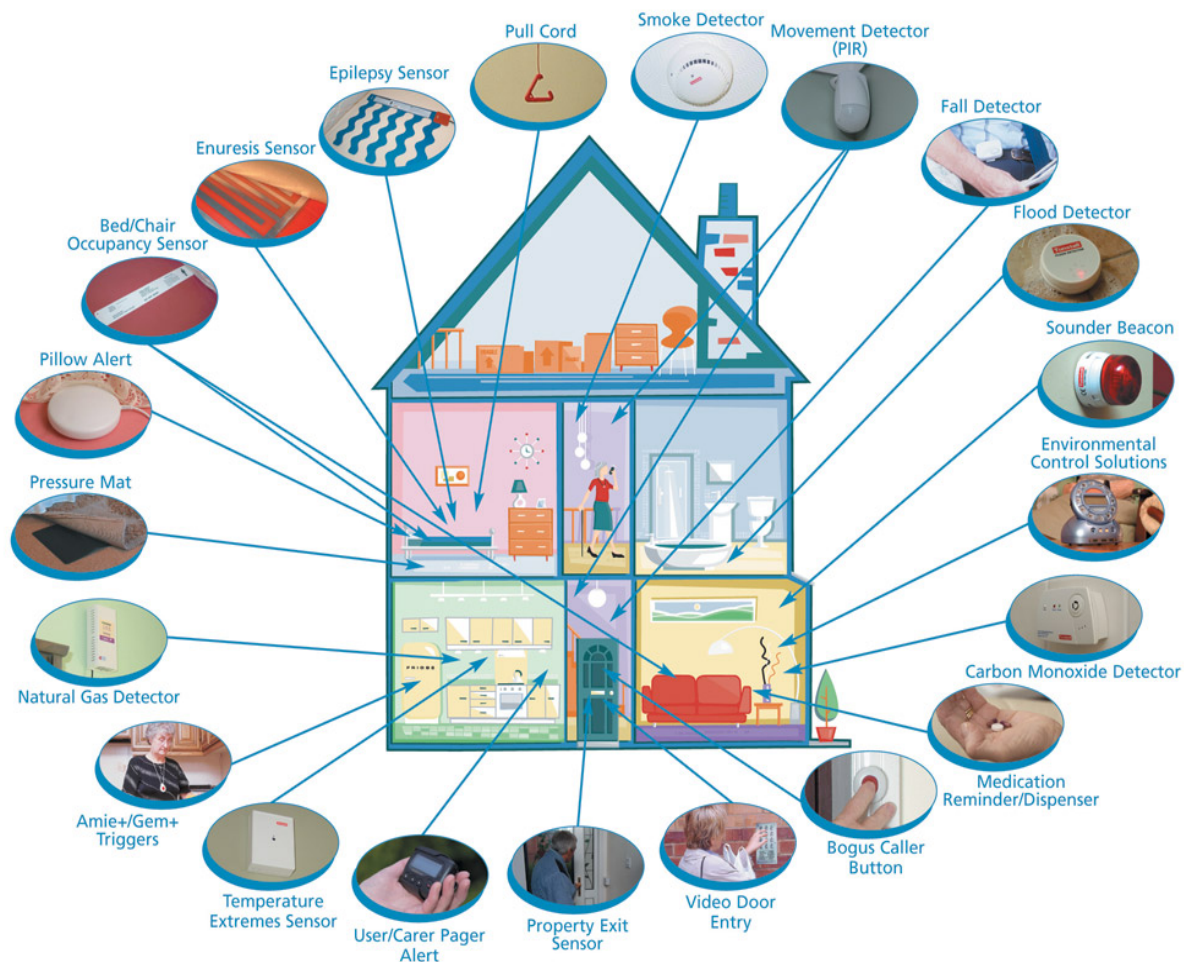 Pull Cord
Smoke Detector
Movement Detector
(PIR)
Epilepsy Sensor
Fall Detector
Enuresis Sensor
Bed/Chair
Occupancy Sensor
Flood Detector
Sounder Beacon
Pillow Alert
Environmental
Control Solutions
Pressure Mat
FRIDGE
Natural Gas Detector
Carbon Monoxide Detector
Amie+/Gem+
Triggers
Medication
Reminder/Dispenser
Bogus Caller
Button
Temperature
Extremes Sensor
User/Carer Pager
Alert
Property Exit
Sensor
Video Door
Entry